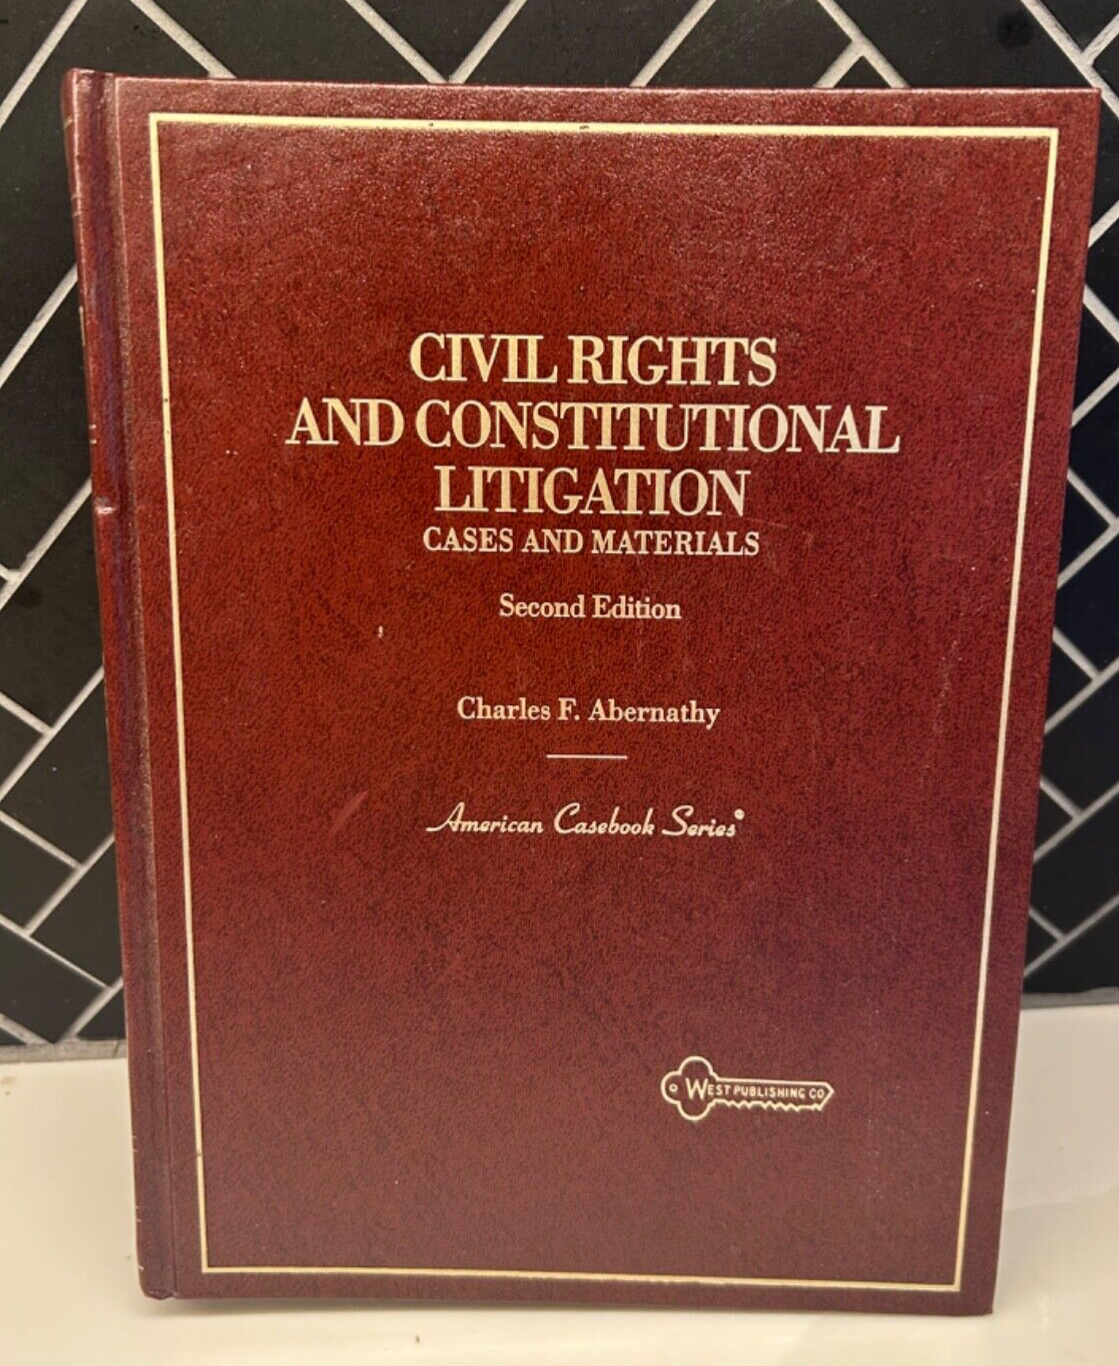 CIVIL RIGHTS
AND CONSTITUTIONAL
LITIGATION
CASES AND MATERIALS
Second Edition
Charles F. Abernathy
American Casebook Series®
WEST PUBLISHING CO